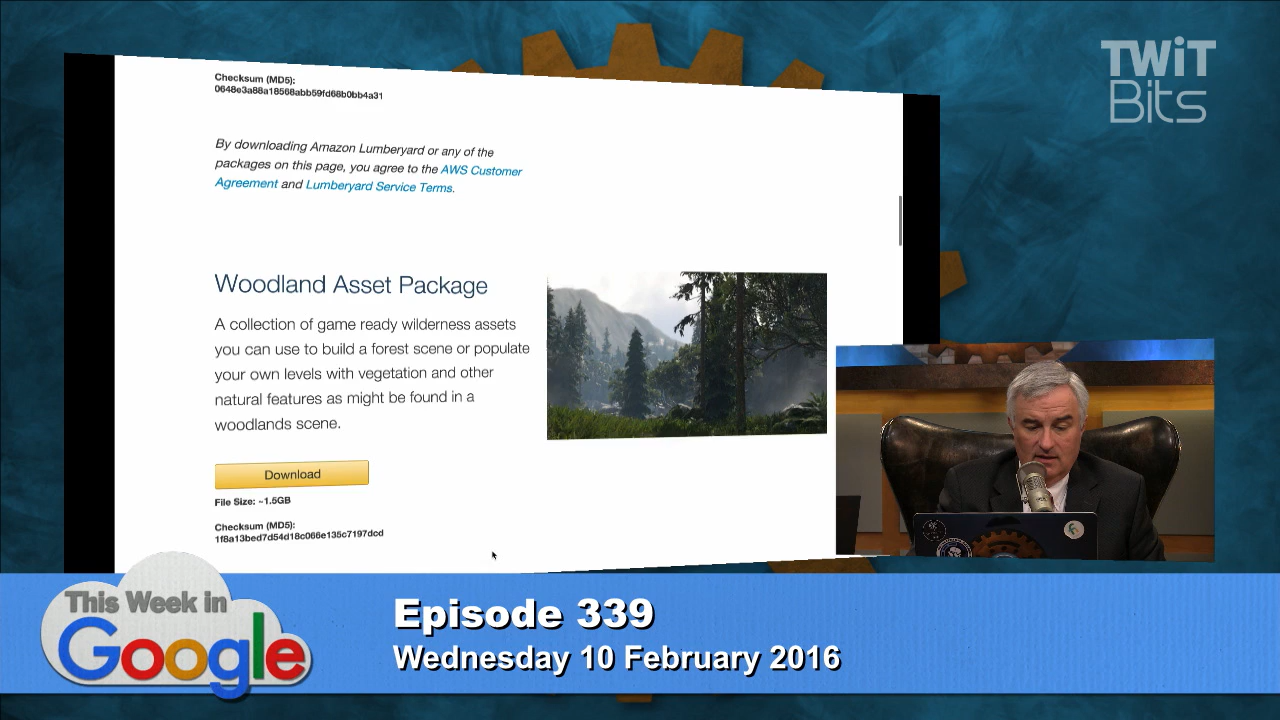 TWiT
Bits
Checksum (MD5):
0648e3a88a18568abb59fd68b0bb4a31
By downloading Amazon Lumberyard or any of the
packages on this page, you agree to the AWS Customer
Agreement and Lumberyard Service Terms.
Woodland Asset Package
A collection of game ready wilderness assets
you can use to build a forest scene or populate
your own levels with vegetation and other
natural features as might be found in a
woodlands scene.
Download
File Size: ~1.5GB
Checksum (MD5):
1f8a13bed7d54d18c066e135c7197dcd
This Week in
Google
Episode 339
Wednesday 10 February 2016